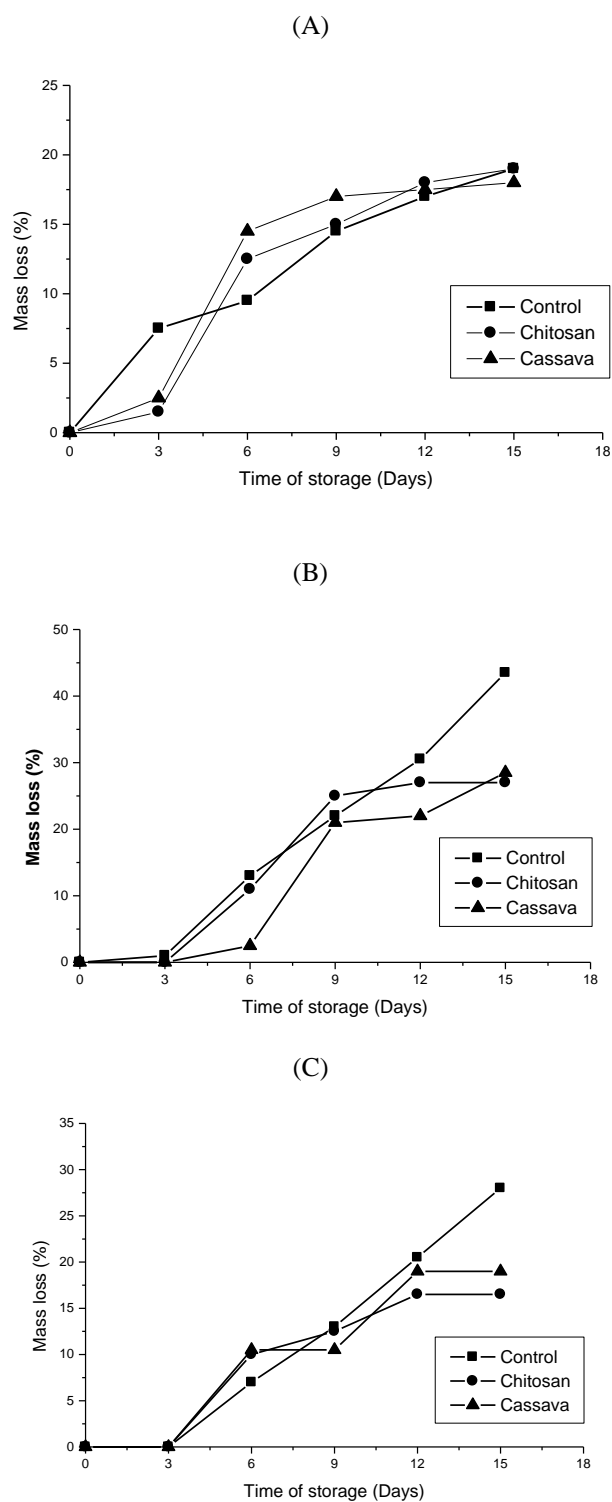 (A)
25
20
15
10
5
0
Mass loss (%)
Control
Chitosan
Cassava
0 3 6 9 12 15 18
Time of storage (Days)
(B)
50
40
30
20
10
0
Mass loss (%)
Control
Chitosan
Cassava
0 3 6 9 12 15 18
Time of storage (Days)
(C)
35
30
25
20
15
10
5
0
Mass loss (%)
Control
Chitosan
Cassava
0 3 6 9 12 15 18
Time of storage (Days)